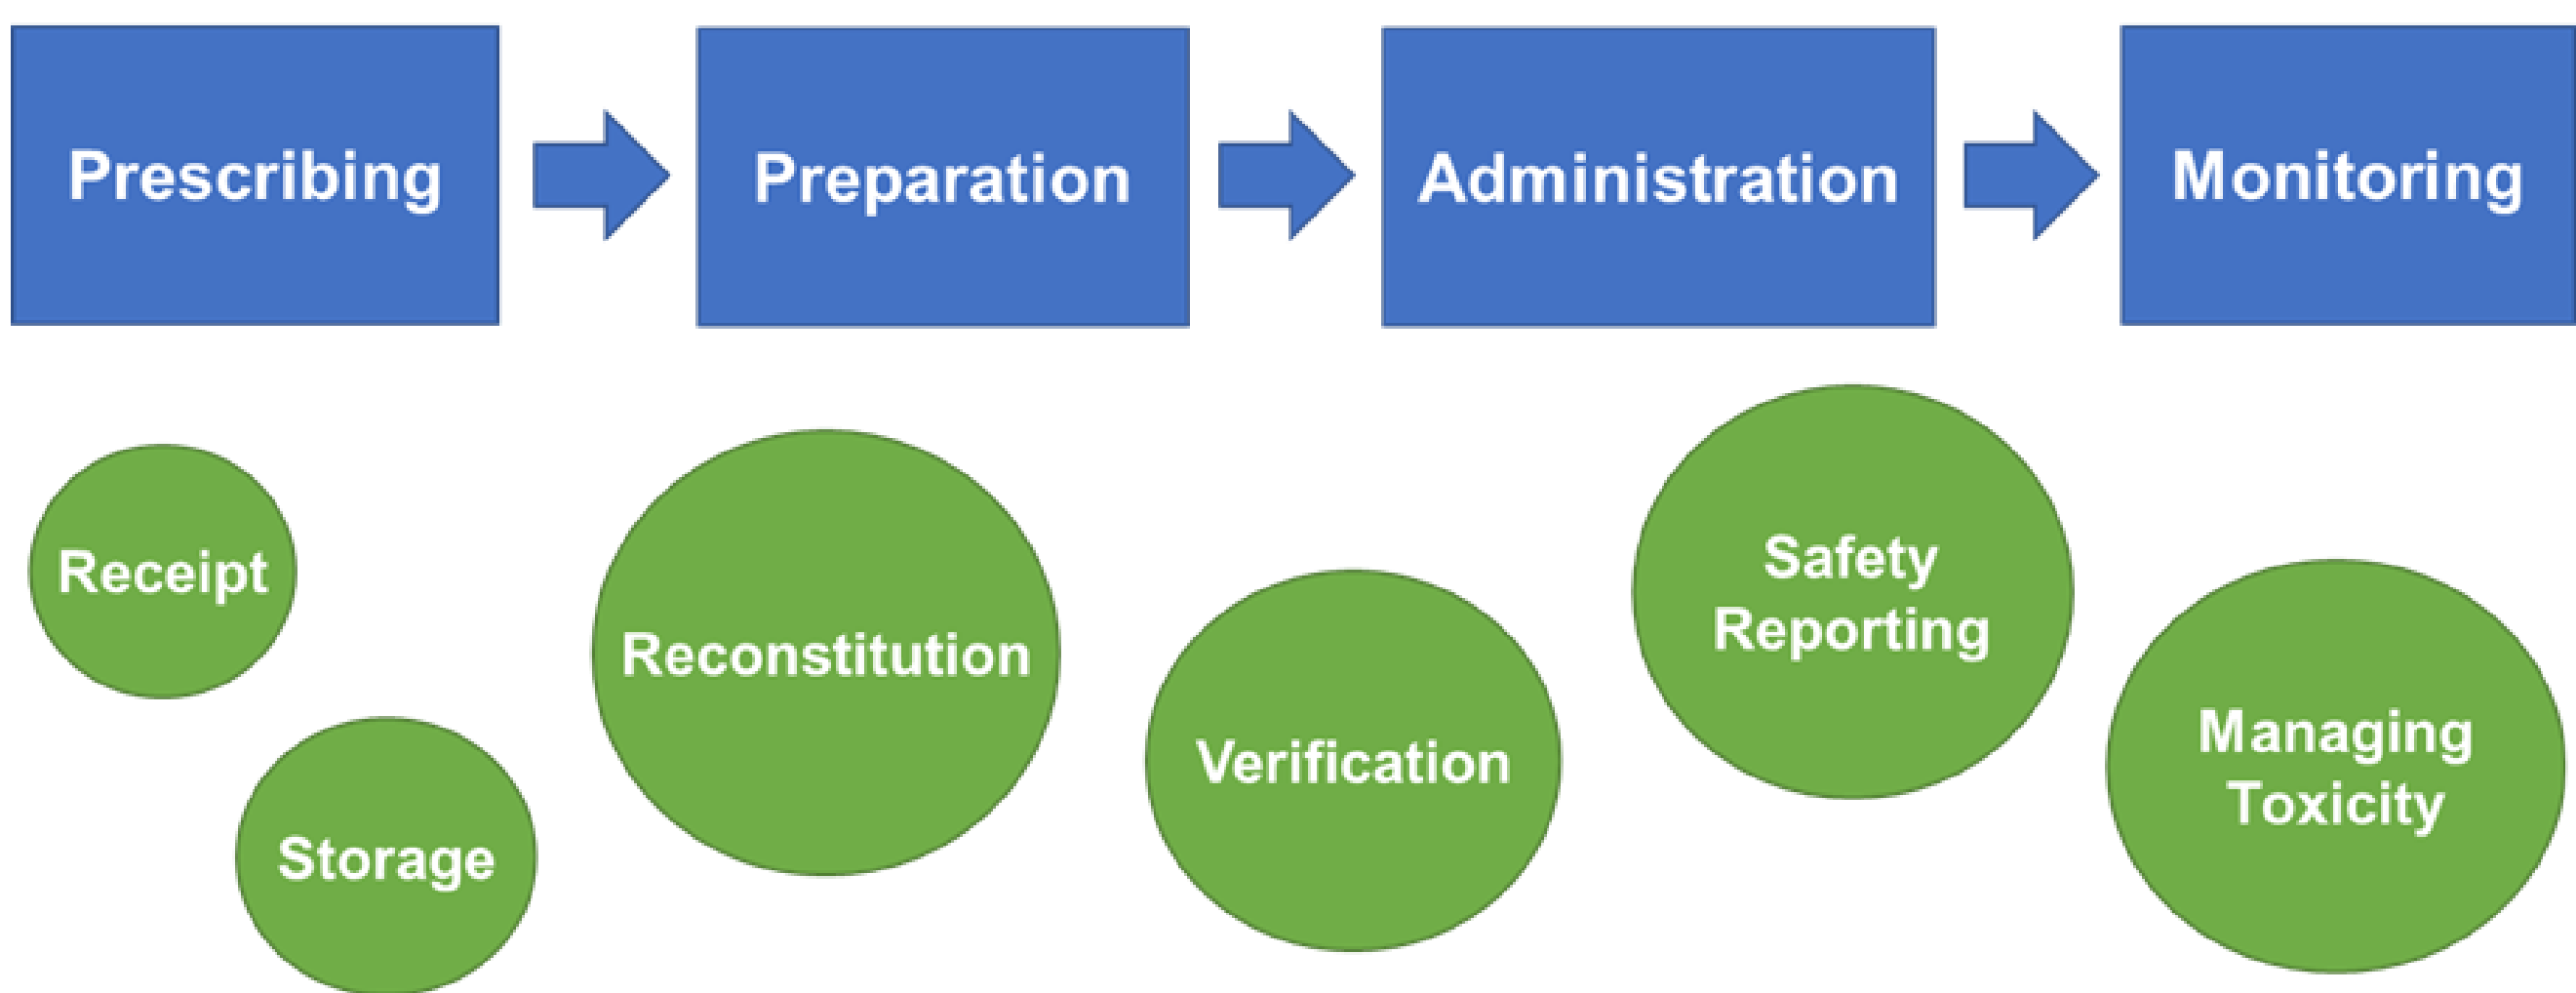 Prescribing
Preparation
Administration
Monitoring
Receipt
Storage
Reconstitution
Verification
Safety
Reporting
Managing
Toxicity